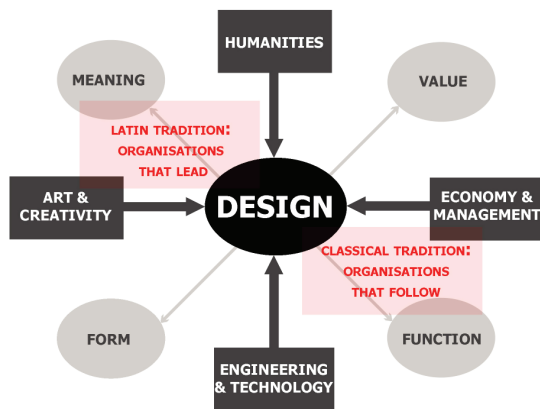 HUMANITIES
MEANING
VALUE
LATIN TRADITION:
ORGANISATIONS
THAT LEAD
ART &
CREATIVITY
DESIGN
ECONOMY &
MANAGEMENT
CLASSICAL TRADITION:
ORGANISATIONS
THAT FOLLOW
FORM
FUNCTION
ENGINEERING
& TECHNOLOGY